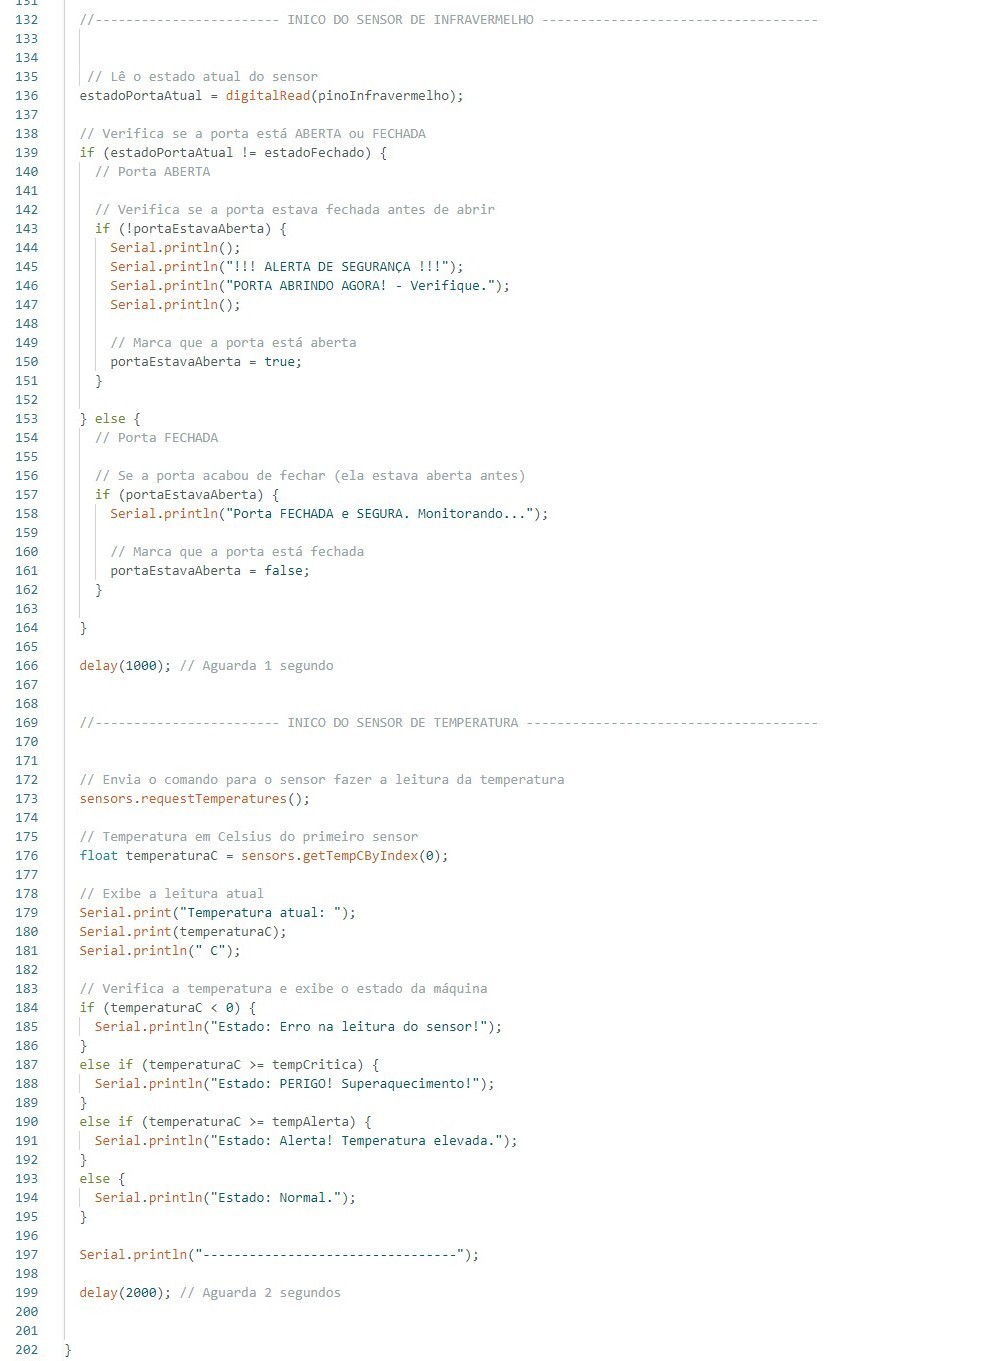 132 //------------------------ INICO DO SENSOR DE INFRAVERMELHO ------------------------------------
133
134
135 // Lê o estado atual do sensor
136 estadoPortaAtual = digitalRead(pinoInfravermelho);
137
138 // Verifica se a porta está ABERTA ou FECHADA
139 if (estadoPortaAtual != estadoFechado) {
140 // Porta ABERTA
141
142 // Verifica se a porta estava fechada antes de abrir
143 if (!portaEstavaAberta) {
144 Serial.println();
145 Serial.println("!!! ALERTA DE SEGURANÇA !!!");
146 Serial.println("PORTA ABRINDO AGORA! - Verifique.");
147 Serial.println();
148
149 // Marca que a porta está aberta
150 portaEstavaAberta = true;
151 }
152
153 } else {
154 // Porta FECHADA
155
156 // Se a porta acabou de fechar (ela estava aberta antes)
157 if (portaEstavaAberta) {
158 Serial.println("Porta FECHADA e SEGURA. Monitorando...");
159
160 // Marca que a porta está fechada
161 portaEstavaAberta = false;
162 }
163
164 }
165
166 delay(1000); // Aguarda 1 segundo
167
168
169 //------------------------ INICO DO SENSOR DE TEMPERATURA --------------------------------------
170
171
172 // Envia o comando para o sensor fazer a leitura da temperatura
173 sensors.requestTemperatures();
174
175 // Temperatura em Celsius do primeiro sensor
176 float temperaturaC = sensors.getTempCByIndex(0);
177
178 // Exibe a leitura atual
179 Serial.print("Temperatura atual: ");
180 Serial.print(temperaturaC);
181 Serial.println(" C");
182
183 // Verifica a temperatura e exibe o estado da máquina
184 if (temperaturaC < 0) {
185 Serial.println("Estado: Erro na leitura do sensor!");
186 }
187 else if (temperaturaC >= tempCritica) {
188 Serial.println("Estado: PERIGO! Superaquecimento!");
189 }
190 else if (temperaturaC >= tempAlerta) {
191 Serial.println("Estado: Alerta! Temperatura elevada.");
192 }
193 else {
194 Serial.println("Estado: Normal.");
195 }
196
197 Serial.println("---------------------------------");
198
199 delay(2000); // Aguarda 2 segundos
200
201
202 }